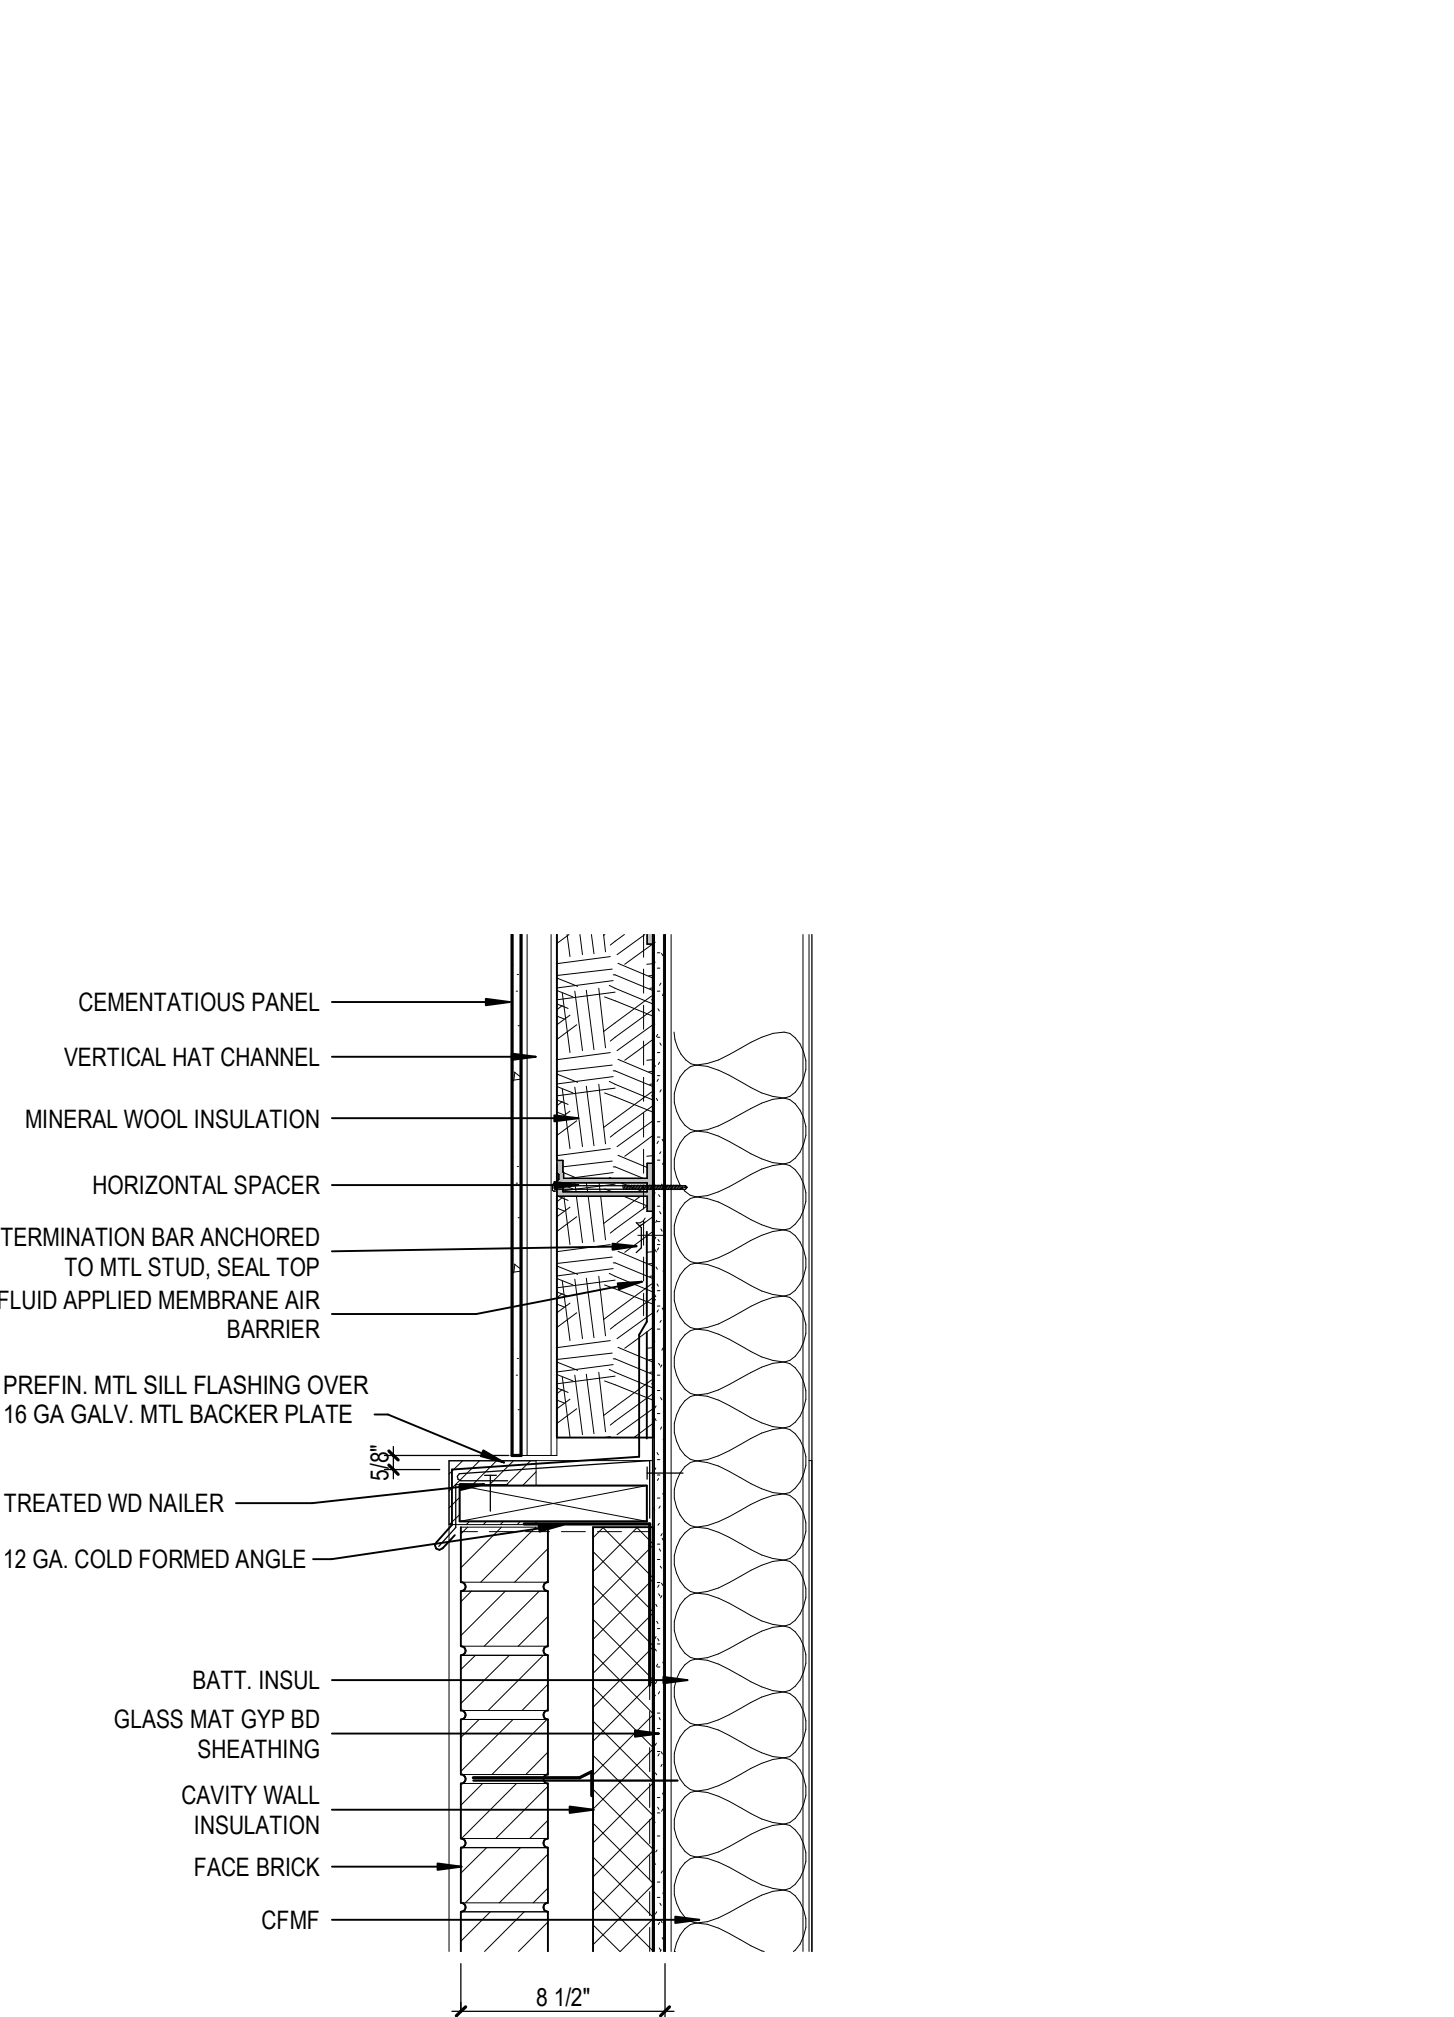 CEMENTATIOUS PANEL
VERTICAL HAT CHANNEL
MINERAL WOOL INSULATION
HORIZONTAL SPACER
TERMINATION BAR ANCHORED
TO MTL STUD, SEAL TOP
FLUID APPLIED MEMBRANE AIR
BARRIER
PREFIN. MTL SILL FLASHING OVER
16 GA GALV. MTL BACKER PLATE
5/8"
TREATED WD NAILER
12 GA. COLD FORMED ANGLE
BATT. INSUL
GLASS MAT GYP BD
SHEATHING
CAVITY WALL
INSULATION
FACE BRICK
CFMF
8 1/2"